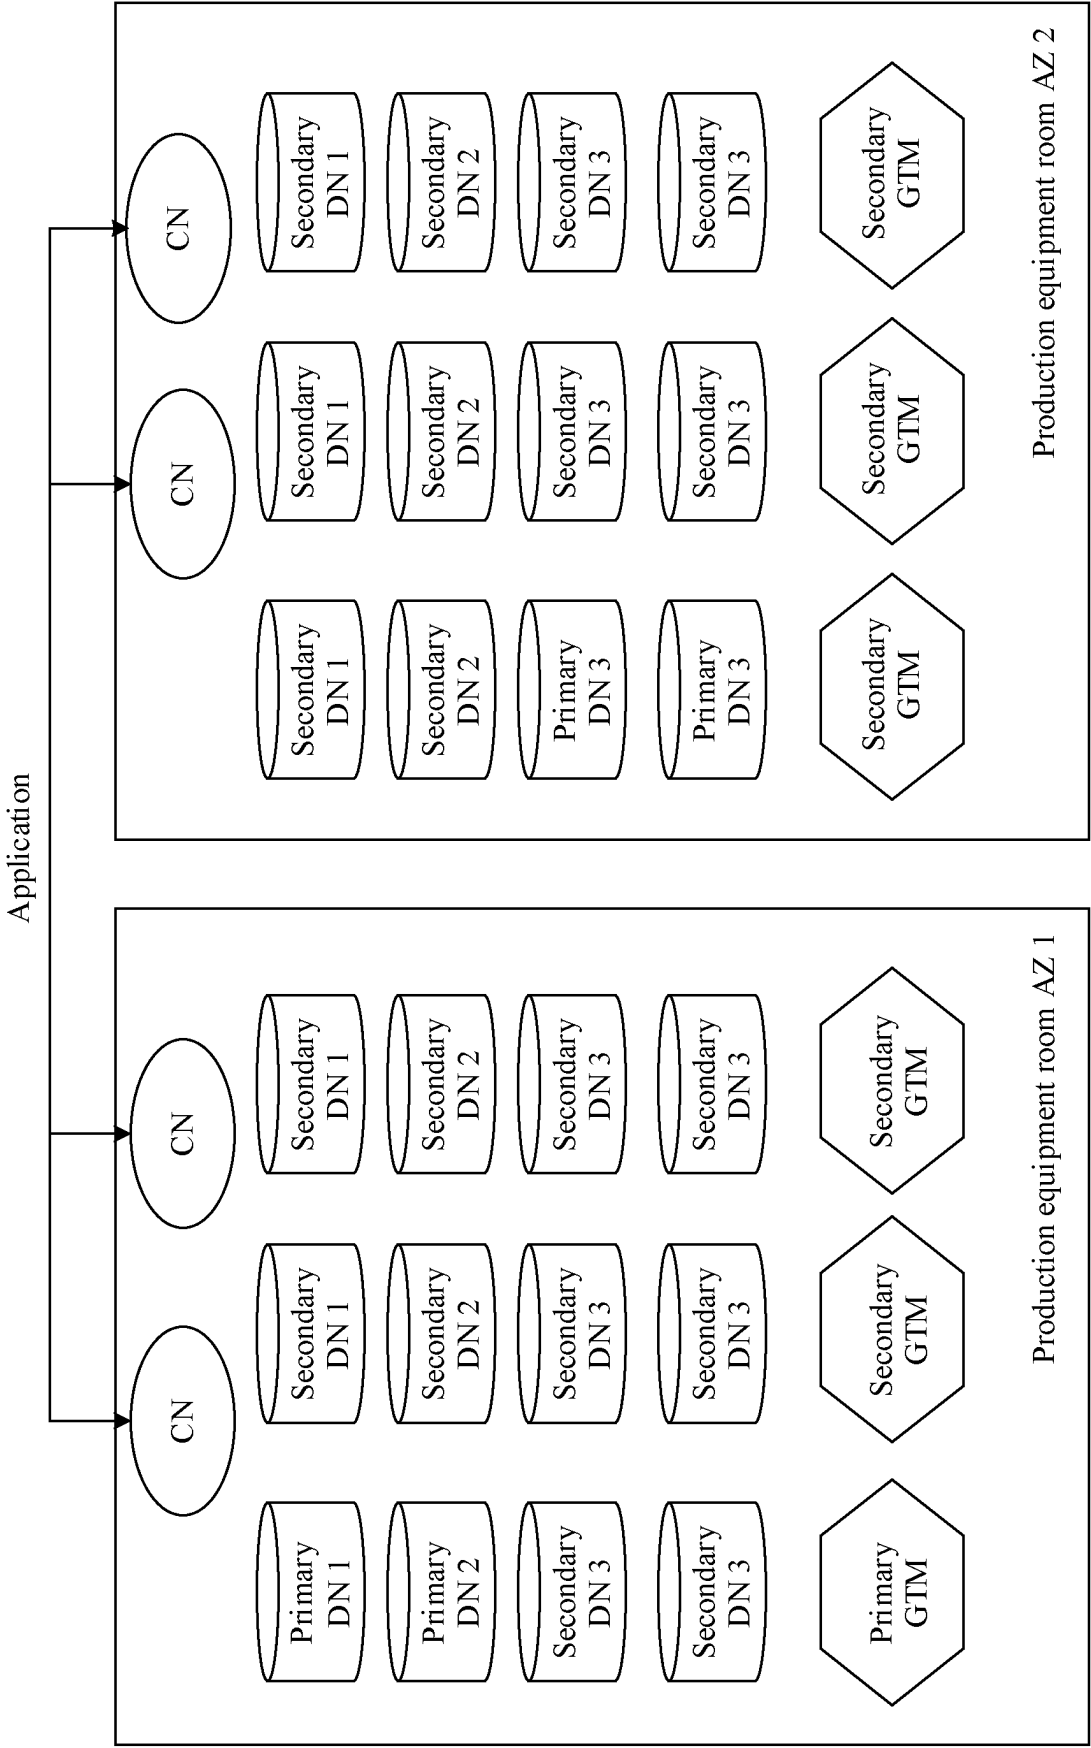 Application
CN
CN
CN
CN
Primary
DN 1
Secondary
DN 1
Secondary
DN 1
Secondary
DN 1
Secondary
DN 1
Secondary
DN 1
Primary
DN 2
Secondary
DN 2
Secondary
DN 2
Secondary
DN 2
Secondary
DN 2
Secondary
DN 2
Secondary
DN 3
Secondary
DN 3
Secondary
DN 3
Primary
DN 3
Secondary
DN 3
Secondary
DN 3
Secondary
DN 3
Secondary
DN 3
Secondary
DN 3
Primary
DN 3
Secondary
DN 3
Secondary
DN 3
Primary
GTM
Secondary
GTM
Secondary
GTM
Secondary
GTM
Secondary
GTM
Secondary
GTM
Production equipment room AZ 1
Production equipment room AZ 2